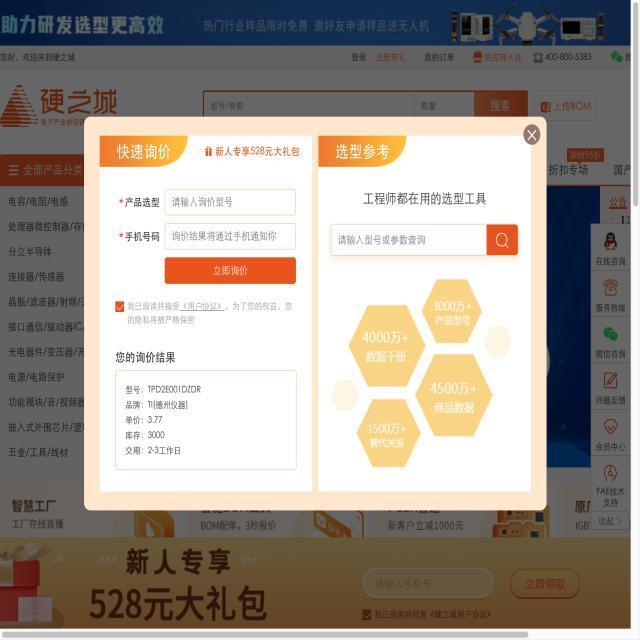 助力研发选型更高效
热门行业样品限时免费 邀好友申请样品送无人机
您好，欢迎来到硬之城
登录
注册有礼
我的订单
供应商入驻
400-800-5383
硬之城
型号/参数
数量
搜索
上传BOM
限时95折
全部产品分类
折扣专场
电容/电阻/电感
处理器微控制器/存
分立半导体
连接器/传感器
晶振/滤波器/射频/
接口通信/驱动器IC
光电器件/变压器/
电源/电路保护
功能模块/音/视频
嵌入式外围芯片/逻
五金/工具/线材
快速询价
新人专享528元大礼包
*产品型号
请输入询价型号
*手机号码
询价结果将通过手机通知你
立即询价
我已阅读并接受《用户协议》，为了您的权益，您
的隐私将被严格保密
您的询价结果
型号：TPD2E001DZDR
品牌：TI(德州仪器)
单价：3.77
库存：3000
交期：2-3工作日
选型参考
工程师都在用的选型工具
请输入型号或参数查询
3000万+
产品型号
4000万+
数据手册
4500万+
商品数据
1500万+
替代关系
公告
在线咨询
服务热线
微信咨询
问题反馈
会员中心
FAE技术
支持
收起 >
智慧工厂
工厂在线直播
BOM配单，3秒报价
新客户立减1000元
新人专享
528元大礼包
请输入手机号
立即领取
我已阅读并同意《硬之城用户协议》